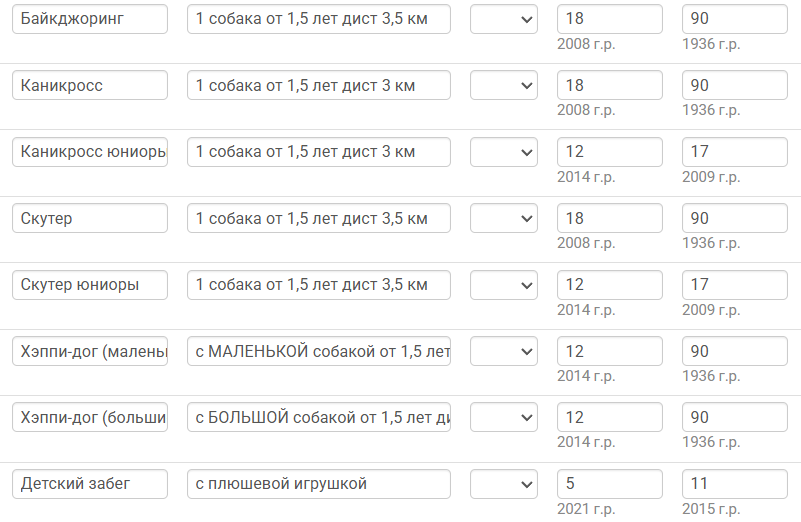 Байкджоринг 1 собака от 1,5 лет дист 3,5 км 18 90
2008 г.р. 1936 г.р.
Каникросс 1 собака от 1,5 лет дист 3 км 18 90
2008 г.р. 1936 г.р.
Каникросс юниоры 1 собака от 1,5 лет дист 3 км 12 17
2014 г.р. 2009 г.р.
Скутер 1 собака от 1,5 лет дист 3,5 км 18 90
2008 г.р. 1936 г.р.
Скутер юниоры 1 собака от 1,5 лет дист 3,5 км 12 17
2014 г.р. 2009 г.р.
Хэппи-дог (малень с МАЛЕНЬКОЙ собакой от 1,5 лет 12 90
2014 г.р. 1936 г.р.
Хэппи-дог (больши с БОЛЬШОЙ собакой от 1,5 лет ди 12 90
2014 г.р. 1936 г.р.
Детский забег с плюшевой игрушкой 5 11
2021 г.р. 2015 г.р.